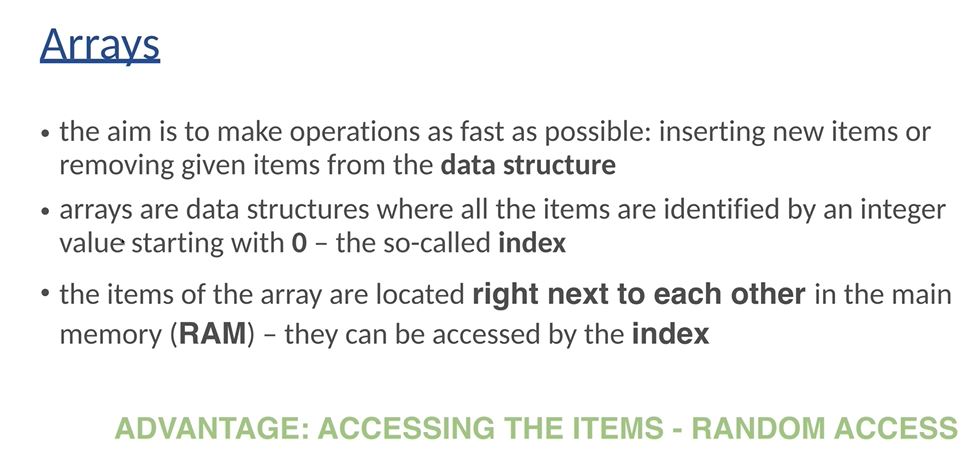 Arrays
• the aim is to make operations as fast as possible: inserting new items or
removing given items from the data structure
• arrays are data structures where all the items are identified by an integer
value starting with 0 – the so-called index
• the items of the array are located right next to each other in the main
memory (RAM) – they can be accessed by the index
ADVANTAGE: ACCESSING THE ITEMS - RANDOM ACCESS